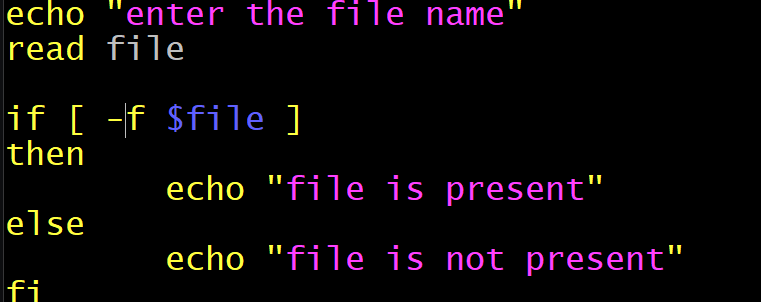 echo "enter the file name"
read file
if [ -f $file ]
then
echo "file is present"
else
echo "file is not present"
fi